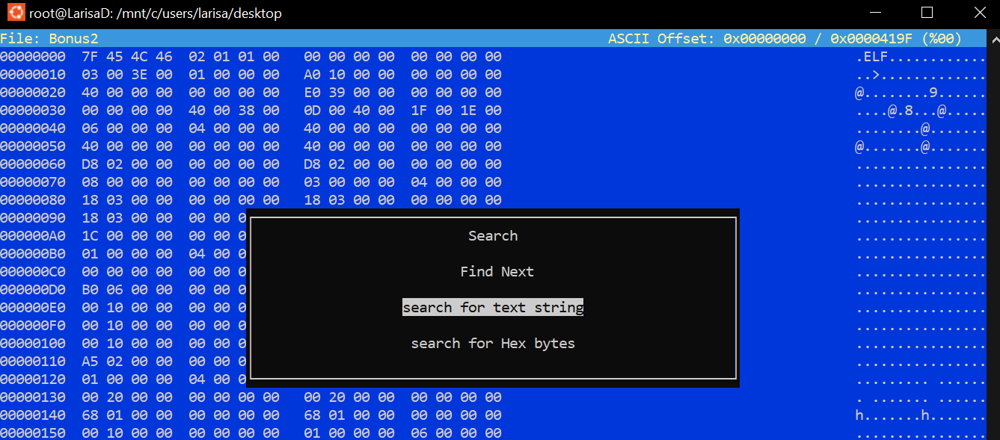 root@LarisaD: /mnt/c/users/larisa/desktop
File: Bonus2 ASCII Offset: 0x00000000 / 0x0000419F (%00)
00000000 7F 45 4C 46 02 01 01 00 00 00 00 00 00 00 00 00 .ELF............
00000010 03 00 3E 00 01 00 00 00 A0 10 00 00 00 00 00 00 ..>.............
00000020 40 00 00 00 00 00 00 00 E0 39 00 00 00 00 00 00 @........9......
00000030 00 00 00 00 40 00 38 00 0D 00 40 00 1F 00 1E 00 ....@.8...@.....
00000040 06 00 00 00 04 00 00 00 40 00 00 00 00 00 00 00 ........@.......
00000050 40 00 00 00 00 00 00 00 40 00 00 00 00 00 00 00 @.......@.......
00000060 D8 02 00 00 00 00 00 00 D8 02 00 00 00 00 00 00 ................
00000070 08 00 00 00 00 00 00 00 03 00 00 00 04 00 00 00 ................
00000080 18 03 00 00 00 00 00 00 18 03 00 00 00 00 00 00 ................
00000090 18 03 00 00 00 00 0 ................
000000A0 1C 00 00 00 00 00 0 Search ................
000000B0 01 00 00 00 04 00 0 ................
000000C0 00 00 00 00 00 00 0 Find Next ................
000000D0 B0 06 00 00 00 00 0 ................
000000E0 00 10 00 00 00 00 0 search for text string ................
000000F0 00 10 00 00 00 00 0 ................
00000100 00 10 00 00 00 00 0 search for Hex bytes ................
00000110 A5 02 00 00 00 00 0 ................
00000120 01 00 00 00 04 00 0 ......... ......
00000130 00 20 00 00 00 00 00 00 00 20 00 00 00 00 00 00 . ....... ......
00000140 68 01 00 00 00 00 00 00 68 01 00 00 00 00 00 00 h.......h.......
00000150 00 10 00 00 00 00 00 00 01 00 00 00 06 00 00 00 ................